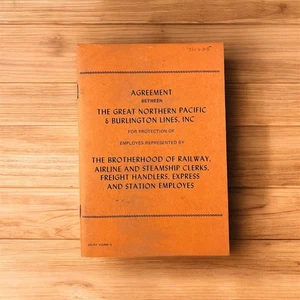 AGREEMENT
BETWEEN
THE GREAT NORTHERN PACIFIC
& BURLINGTON LINES, INC
FOR PROTECTION OF
EMPLOYES REPRESENTED BY
THE BROTHERHOOD OF RAILWAY,
AIRLINE AND STEAMSHIP CLERKS,
FREIGHT HANDLERS, EXPRESS
AND STATION EMPLOYES